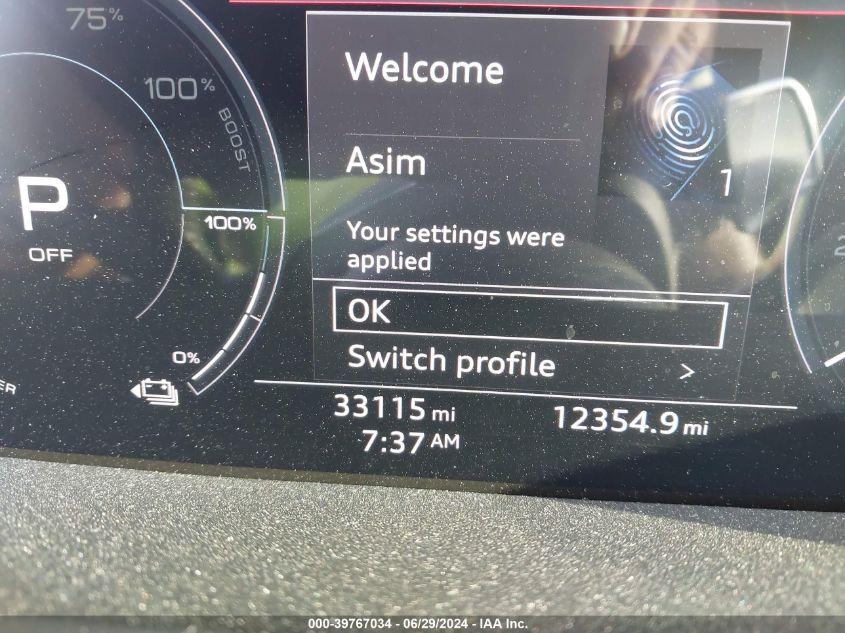 75%
100%
BOOST
P
OFF
100%
0%
Welcome
Asim
1
Your settings were
applied
OK
Switch profile >
33115 mi
12354.9 mi
7:37 AM
000-39767034 - 06/29/2024 - IAA Inc.